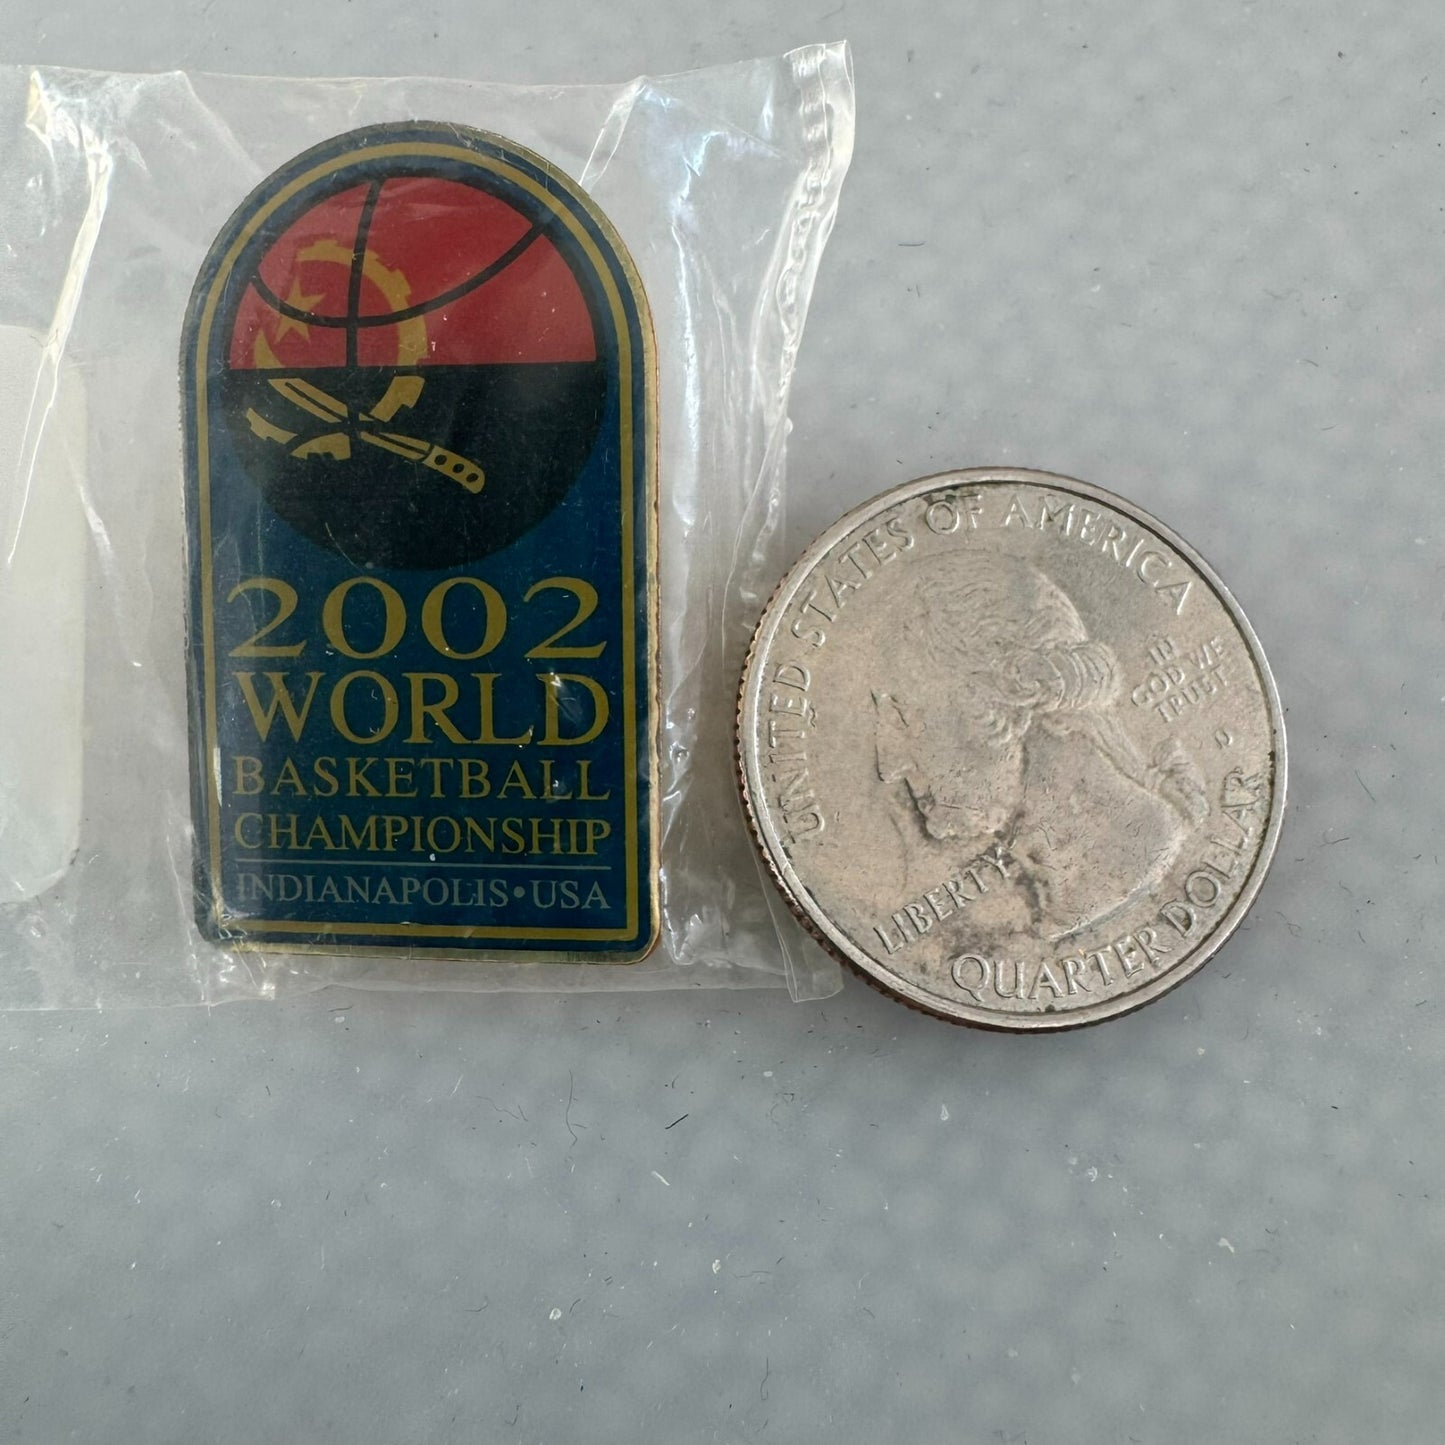 2002
WORLD
BASKETBALL
CHAMPIONSHIP
INDIANAPOLIS•USA
UNITED STATES OF AMERICA
IN
GOD WE
TRUST
D
LIBERTY
QUARTER DOLLAR